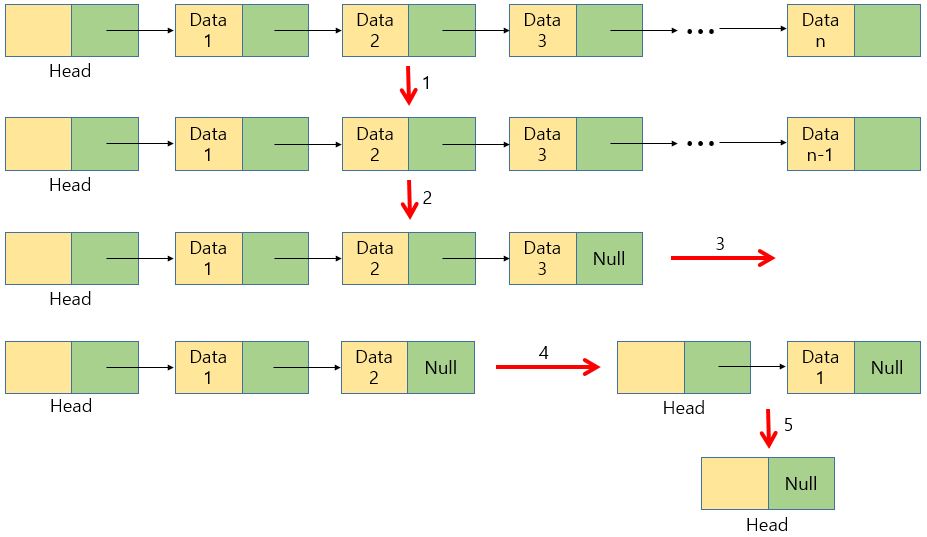 Data Data Data ... Data
1 2 3 n
Head
1
Data Data Data ... Data
1 2 3 n-1
Head
2
Data Data Data
1 2 3 Null 3
Head
Data Data 4 Data
1 2 Null 1 Null
Head Head
5
Null
Head